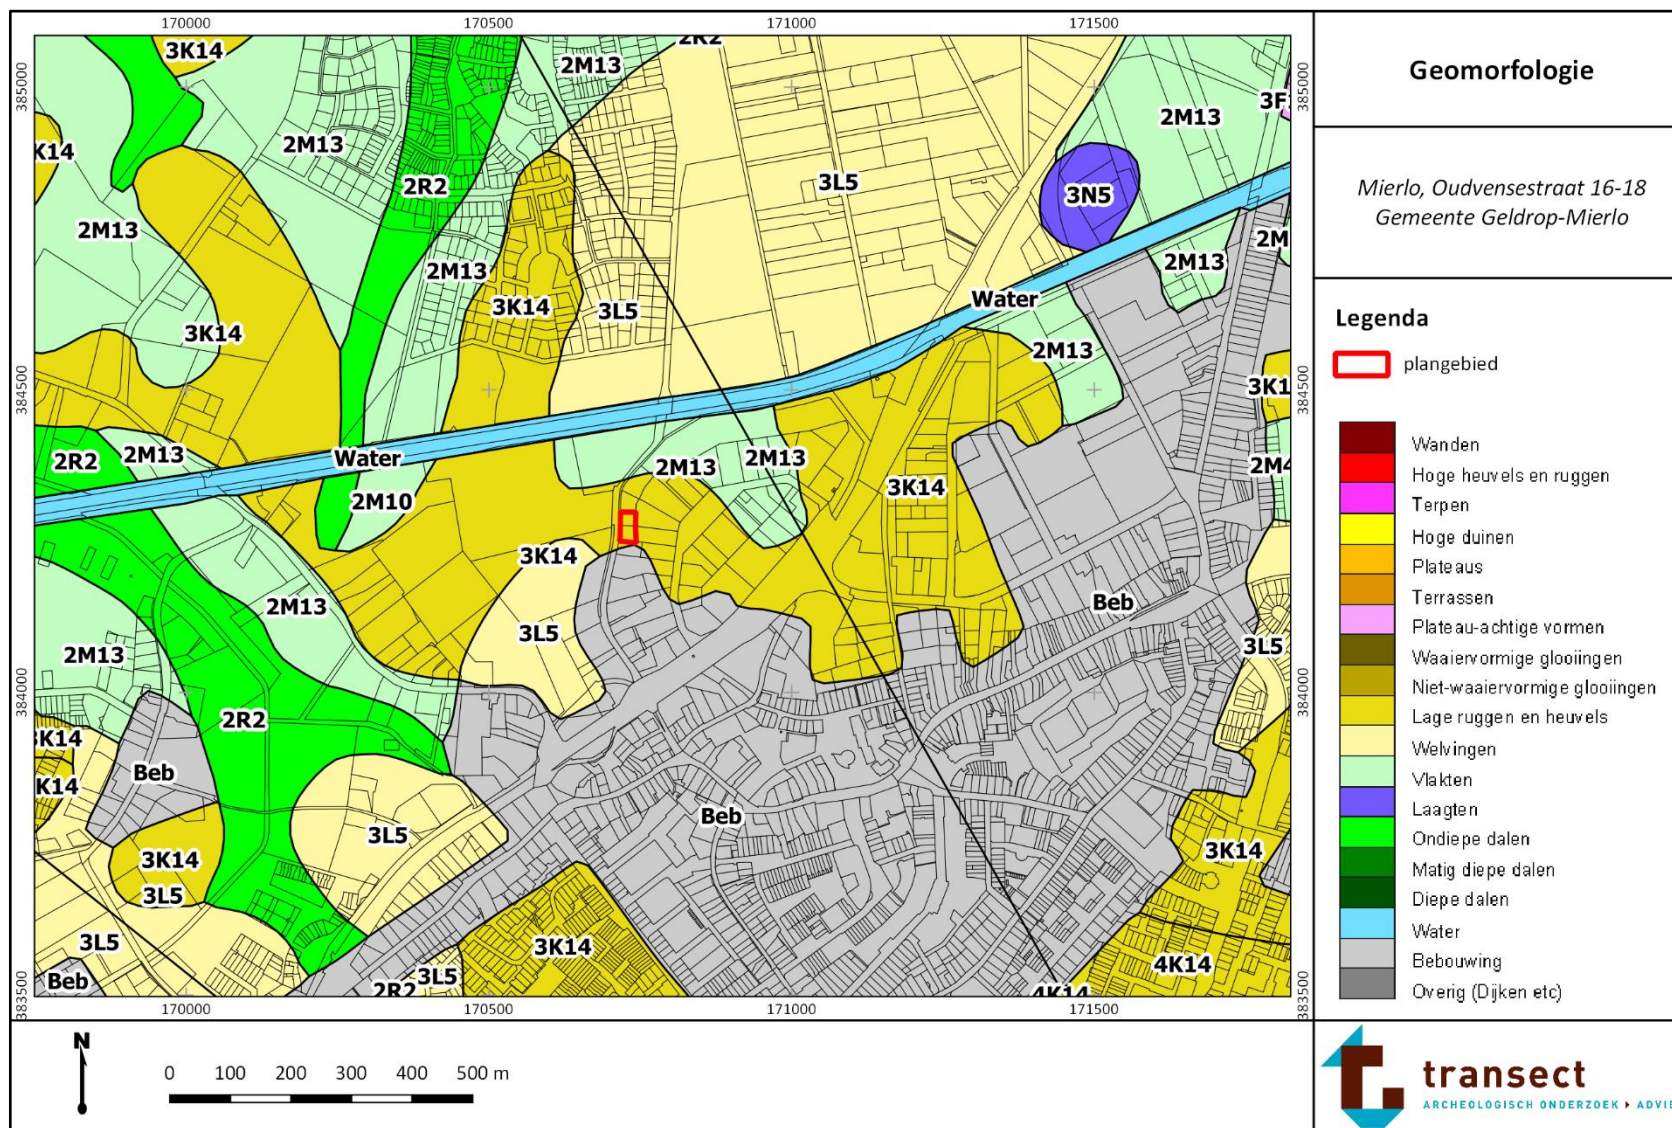 170000
170500
171000
171500
385000
385000
384500
384500
384000
384000
383500
383500
170000
170500
171000
171500
3K14
2M13
2R2
2M13
2M13
3F
K14
2M13
2R2
3L5
3N5
2M13
2M13
2M13
2M
3K14
3K14
3L5
Water
2M13
3K1
2R2
2M13
Water
2M10
2M13
2M13
3K14
2M4
3K14
2M13
3L5
Beb
2M13
3L5
2R2
3K14
Beb
K14
3L5
Beb
3K14
3L5
3K14
3L5
3K14
Beb
2R2
3L5
4K14
4K14
N
0 100 200 300 400 500 m
Geomorfologie
Mierlo, Oudvensestraat 16-18
Gemeente Geldrop-Mierlo
Legenda
plangebied
Wanden
Hoge heuvels en ruggen
Terpen
Hoge duinen
Plateaus
Terrassen
Plateau-achtige vormen
Waaiervormige glooiingen
Niet-waaiervormige glooiingen
Lage ruggen en heuvels
Welvingen
Vlakten
Laagten
Ondiepe dalen
Matig diepe dalen
Diepe dalen
Water
Bebouwing
Overig (Dijken etc)
transect
ARCHEOLOGISCH ONDERZOEK ▸ ADVIE